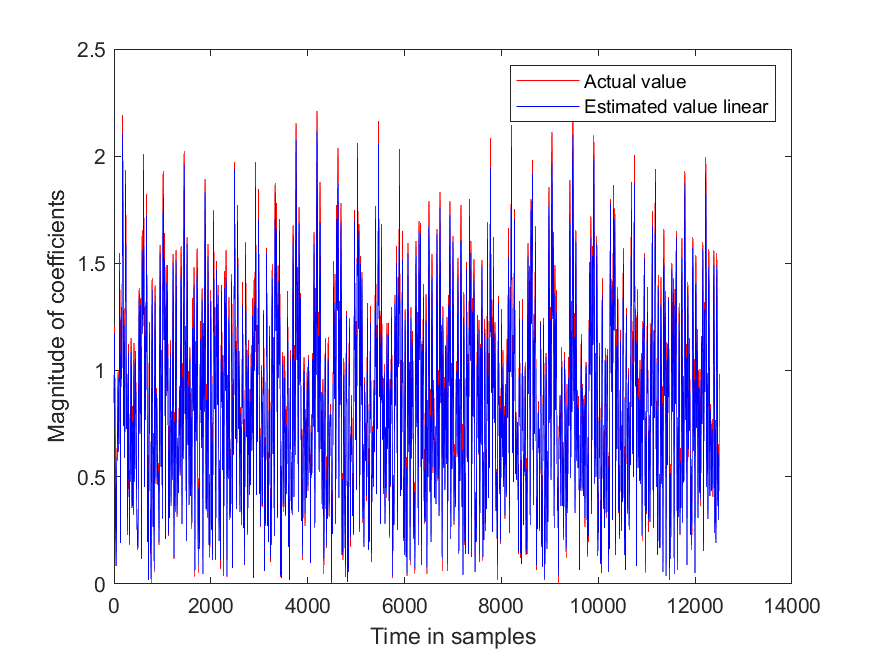 2.5
2
1.5
1
0.5
0
Magnitude of coefficients
Actual value
Estimated value linear
0 2000 4000 6000 8000 10000 12000 14000
Time in samples